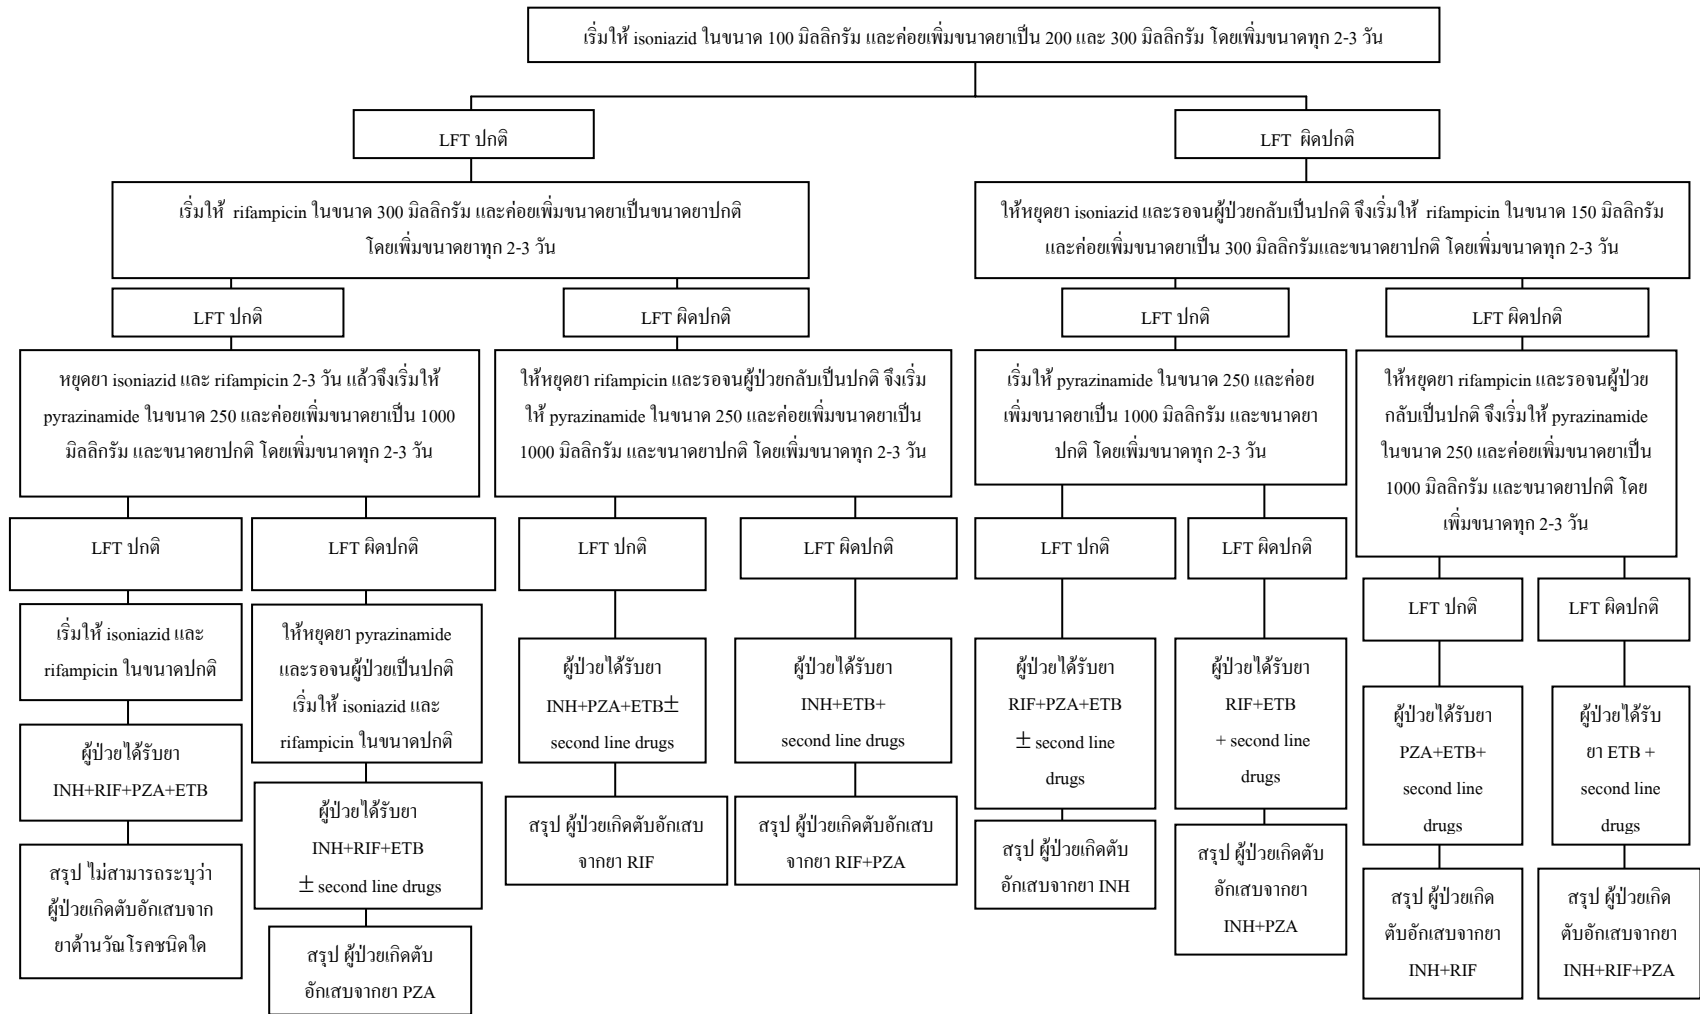 เริ่มให้ isoniazid ในขนาด 100 มิลลิกรัม และค่อยเพิ่มขนาดยาเป็น 200 และ 300 มิลลิกรัม โดยเพิ่มขนาดทุก 2-3 วัน
LFT ปกติ
LFT ผิดปกติ
เริ่มให้ rifampicin ในขนาด 300 มิลลิกรัม และค่อยเพิ่มขนาดยาเป็นขนาดยาปกติ
โดยเพิ่มขนาดยาทุก 2-3 วัน
ให้หยุดยา isoniazid และรอจนผู้ป่วยกลับเป็นปกติ จึงเริ่มให้ rifampicin ในขนาด 150 มิลลิกรัม
และค่อยเพิ่มขนาดยาเป็น 300 มิลลิกรัมและขนาดยาปกติ โดยเพิ่มขนาดทุก 2-3 วัน
LFT ปกติ
LFT ผิดปกติ
LFT ปกติ
LFT ผิดปกติ
หยุดยา isoniazid และ rifampicin 2-3 วัน แล้วจึงเริ่มให้
pyrazinamide ในขนาด 250 และค่อยเพิ่มขนาดยาเป็น 1000
มิลลิกรัม และขนาดยาปกติ โดยเพิ่มขนาดทุก 2-3 วัน
ให้หยุดยา rifampicin และรอจนผู้ป่วยกลับเป็นปกติ จึงเริ่ม
ให้ pyrazinamide ในขนาด 250 และค่อยเพิ่มขนาดยาเป็น
1000 มิลลิกรัม และขนาดยาปกติ โดยเพิ่มขนาดทุก 2-3 วัน
เริ่มให้ pyrazinamide ในขนาด 250 และค่อย
เพิ่มขนาดยาเป็น 1000 มิลลิกรัม และขนาดยา
ปกติ โดยเพิ่มขนาดทุก 2-3 วัน
ให้หยุดยา rifampicin และรอจนผู้ป่วย
กลับเป็นปกติ จึงเริ่มให้ pyrazinamide
ในขนาด 250 และค่อยเพิ่มขนาดยาเป็น
1000 มิลลิกรัม และขนาดยาปกติ โดย
เพิ่มขนาดทุก 2-3 วัน
LFT ปกติ
LFT ผิดปกติ
LFT ปกติ
LFT ผิดปกติ
LFT ปกติ
LFT ผิดปกติ
LFT ปกติ
LFT ผิดปกติ
เริ่มให้ isoniazid และ
rifampicin ในขนาดปกติ
ให้หยุดยา pyrazinamide
และรอจนผู้ป่วยเป็นปกติ
เริ่มให้ isoniazid และ
rifampicin ในขนาดปกติ
ผู้ป่วยได้รับยา
INH+PZA+ETB±
second line drugs
ผู้ป่วยได้รับยา
INH+ETB+
second line drugs
ผู้ป่วยได้รับยา
RIF+PZA+ETB
± second line
drugs
ผู้ป่วยได้รับยา
RIF+ETB
+ second line
drugs
ผู้ป่วยได้รับยา
PZA+ETB+
second line
drugs
ผู้ป่วยได้รับ
ยา ETB +
second line
drugs
ผู้ป่วยได้รับยา
INH+RIF+PZA+ETB
ผู้ป่วยได้รับยา
INH+RIF+ETB
± second line drugs
สรุป ผู้ป่วยเกิดตับอักเสบ
จากยา RIF
สรุป ผู้ป่วยเกิดตับอักเสบ
จากยา RIF+PZA
สรุป ผู้ป่วยเกิดตับ
อักเสบจากยา INH
สรุป ผู้ป่วยเกิดตับ
อักเสบจากยา
INH+PZA
สรุป ไม่สามารถระบุว่า
ผู้ป่วยเกิดตับอักเสบจาก
ยาต้านวัณโรคชนิดใด
สรุป ผู้ป่วยเกิดตับ
อักเสบจากยา PZA
สรุป ผู้ป่วยเกิด
ตับอักเสบจากยา
INH+RIF
สรุป ผู้ป่วยเกิด
ตับอักเสบจากยา
INH+RIF+PZA